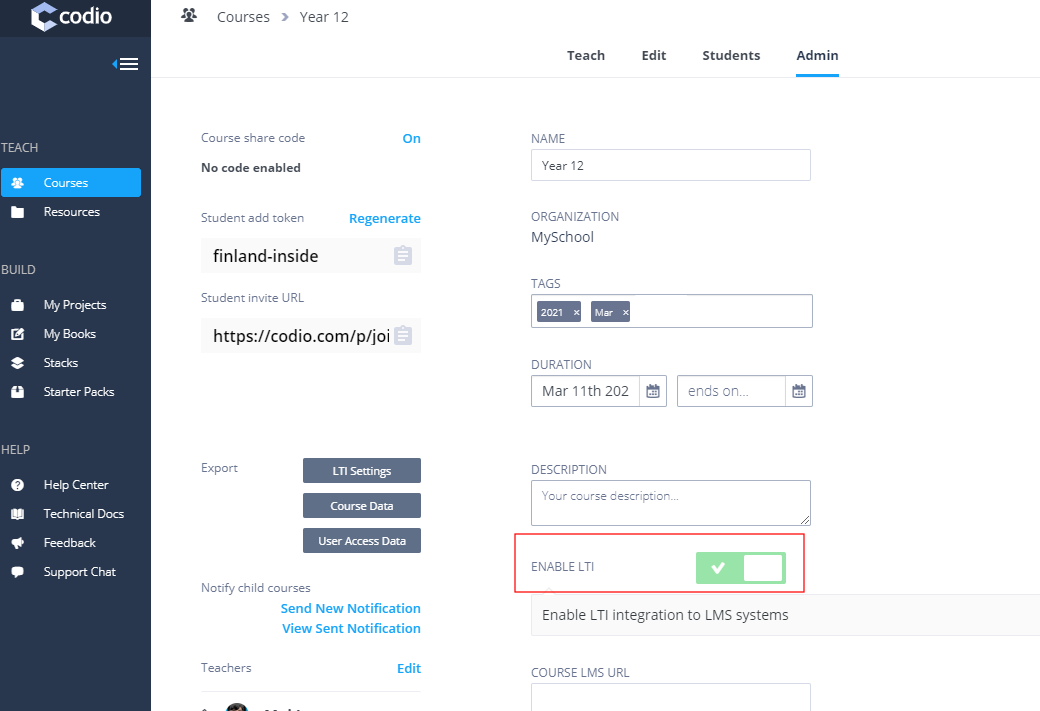 codio
Courses > Year 12
Teach Edit Students Admin
TEACH
Courses
Resources
BUILD
My Projects
My Books
Stacks
Starter Packs
HELP
Help Center
Technical Docs
Feedback
Support Chat
Course share code On
No code enabled
Student add token Regenerate
finland-inside
Student invite URL
https://codio.com/p/joi
Export
LTI Settings
Course Data
User Access Data
Notify child courses
Send New Notification
View Sent Notification
Teachers Edit
NAME
Year 12
ORGANIZATION
MySchool
TAGS
2021 × Mar ×
DURATION
Mar 11th 202 ends on...
DESCRIPTION
Your course description...
ENABLE LTI
Enable LTI integration to LMS systems
COURSE LMS URL